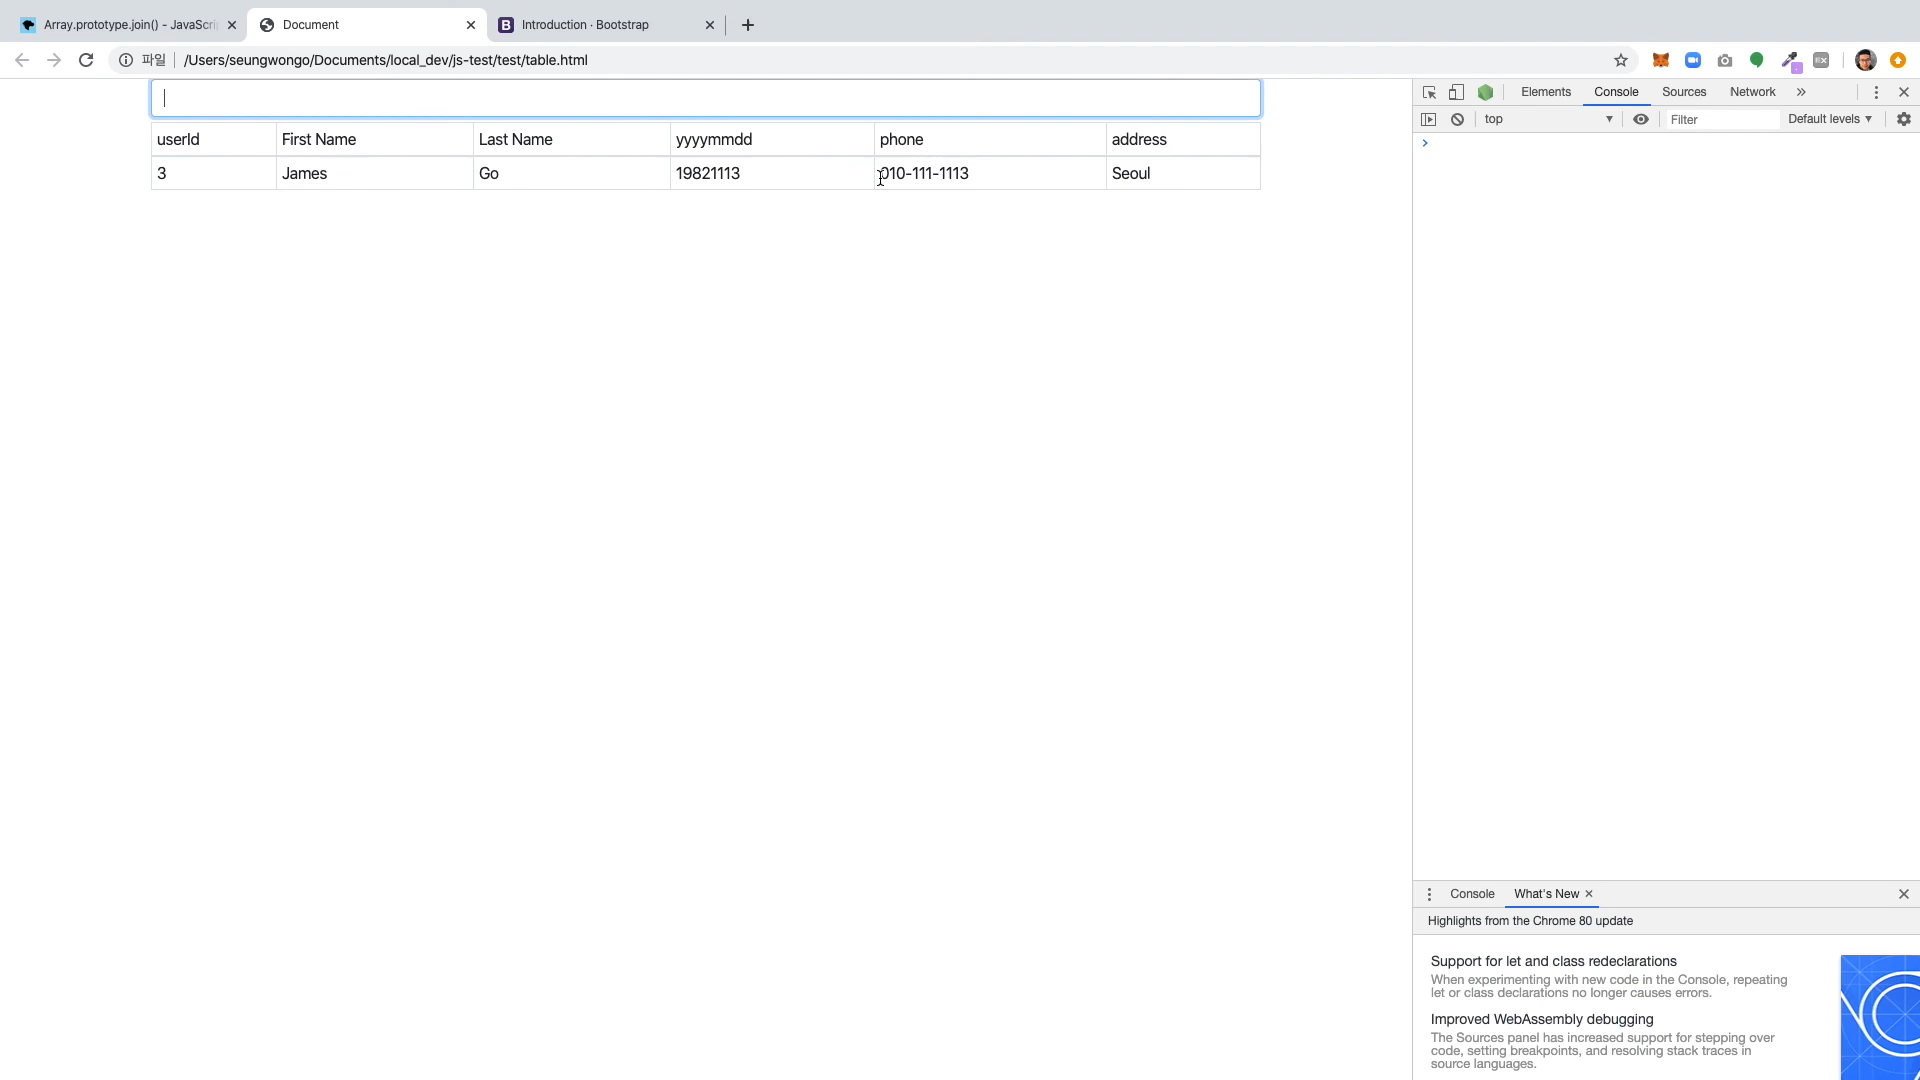 Array.prototype.join() - JavaScri
Document
Introduction · Bootstrap
파일
/Users/seungwongo/Documents/local_dev/js-test/test/table.html
Elements
Console
Sources
Network
top
Filter
Default levels
userId First Name Last Name yyyymmdd phone address
3 James Go 19821113 010-111-1113 Seoul
Console
What's New
Highlights from the Chrome 80 update
Support for let and class redeclarations
When experimenting with new code in the Console, repeating
let or class declarations no longer causes errors.
Improved WebAssembly debugging
The Sources panel has increased support for stepping over
code, setting breakpoints, and resolving stack traces in
source languages.